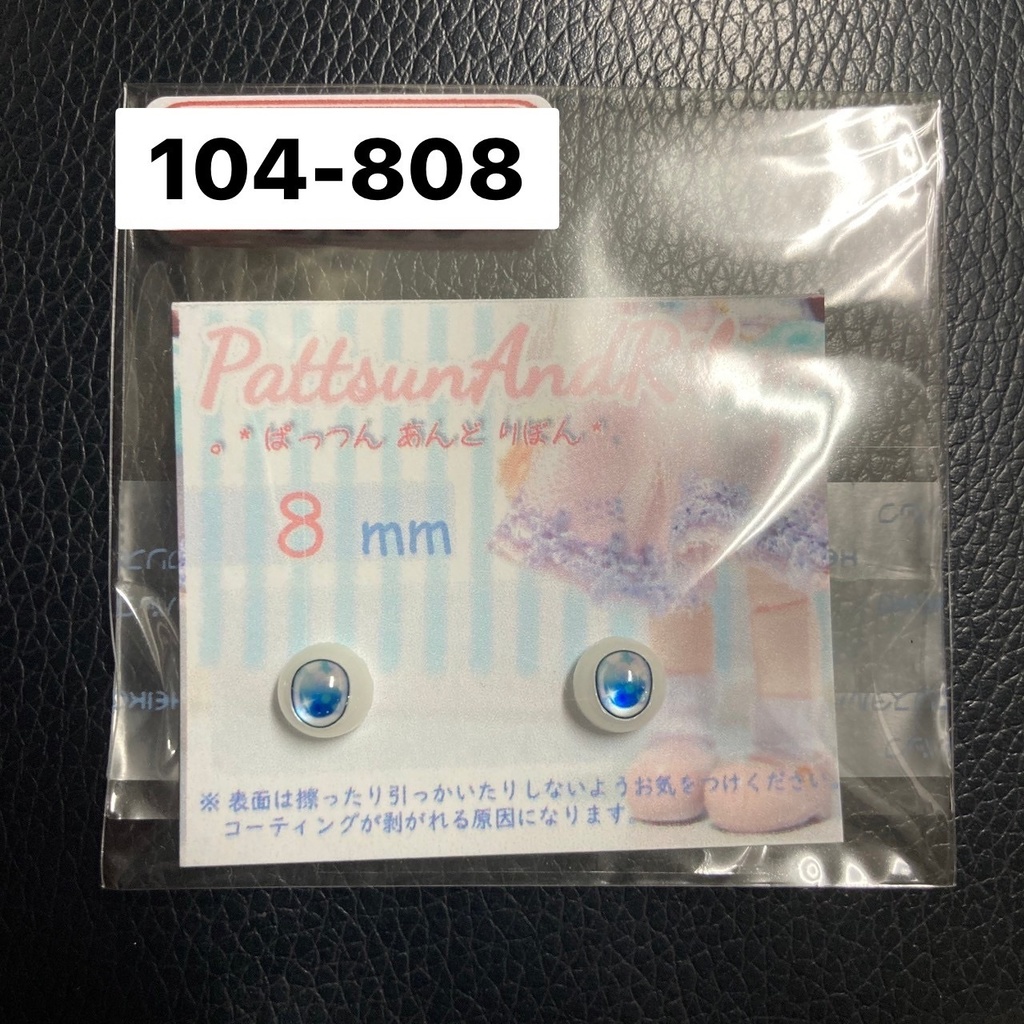 104-808
PattsunAndR
。*ぱっつん あんど りぼん*。
8 mm
HEIKO
※表面は擦ったり引っかいたりしないようお気をつけください。
コーティングが剥がれる原因になります。